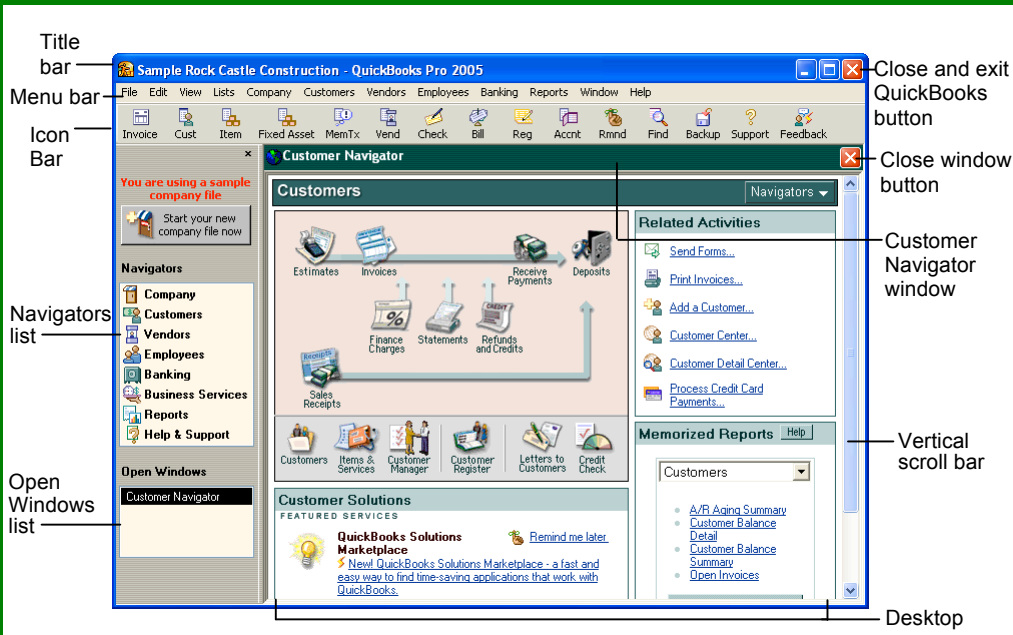 Title
bar
Menu bar
Icon
Bar
Navigators
list
Open
Windows
list
Sample Rock Castle Construction - QuickBooks Pro 2005
File Edit View Lists Company Customers Vendors Employees Banking Reports Window Help
Invoice Cust Item Fixed Asset MemTx Vend Check Bill Reg Accnt Rmnd Find Backup Support Feedback
You are using a sample
company file
Start your new
company file now
Navigators
Company
Customers
Vendors
Employees
Banking
Business Services
Reports
Help & Support
Open Windows
Customer Navigator
Customer Navigator
Customers
Navigators
Estimates
Invoices
Receive
Payments
Deposits
Finance
Charges
Statements
CREDIT
Refunds
and Credits
Receipts
Sales
Receipts
Customers
Items &
Services
Customer
Manager
Customer
Register
Letters to
Customers
Credit
Check
Customer Solutions
FEATURED SERVICES
QuickBooks Solutions
Marketplace
Remind me later
New! QuickBooks Solutions Marketplace - a fast and
easy way to find time-saving applications that work with
QuickBooks.
Related Activities
Send Forms...
Print Invoices...
Add a Customer...
Customer Center...
Customer Detail Center...
Process Credit Card
Payments...
Memorized Reports Help
Customers
A/R Aging Summary
Customer Balance
Detail
Customer Balance
Summary
Open Invoices
Close and exit
QuickBooks
button
Close window
button
Customer
Navigator
window
Vertical
scroll bar
Desktop